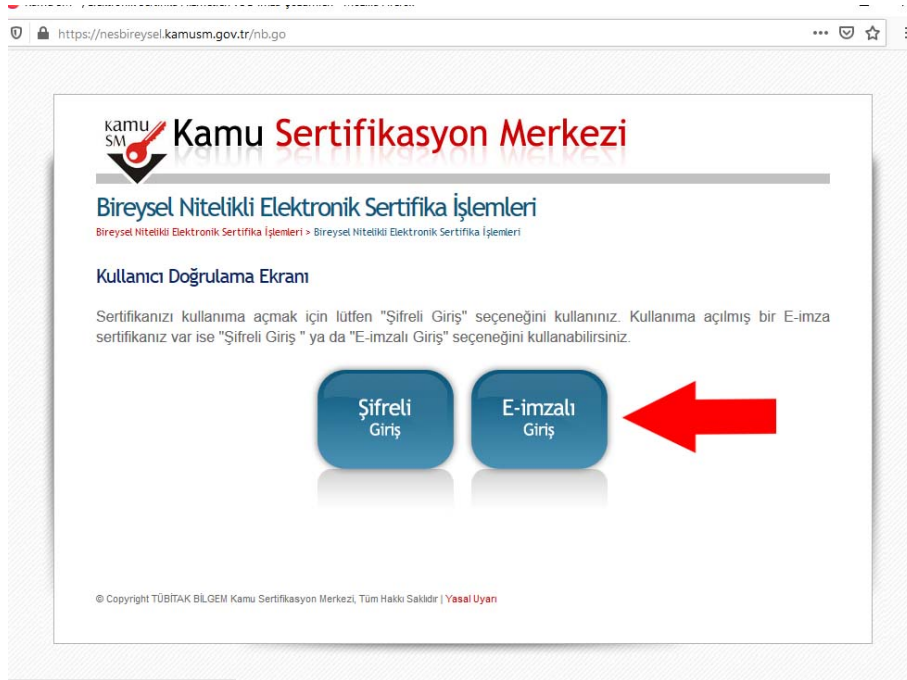 https://nesbireysel.kamusm.gov.tr/nb.go
kamu
SM
Kamu Sertifikasyon Merkezi
Bireysel Nitelikli Elektronik Sertifika İşlemleri
Bireysel Nitelikli Elektronik Sertifika İşlemleri > Bireysel Nitelikli Elektronik Sertifika İşlemleri
Kullanıcı Doğrulama Ekranı
Sertifikanızı kullanıma açmak için lütfen "Şifreli Giriş" seçeneğini kullanınız. Kullanıma açılmış bir E-imza
sertifikanız var ise "Şifreli Giriş " ya da "E-imzalı Giriş" seçeneğini kullanabilirsiniz.
Şifreli
Giriş
E-imzalı
Giriş
© Copyright TÜBİTAK BİLGEM Kamu Sertifikasyon Merkezi, Tüm Hakkı Saklıdır | Yasal Uyarı